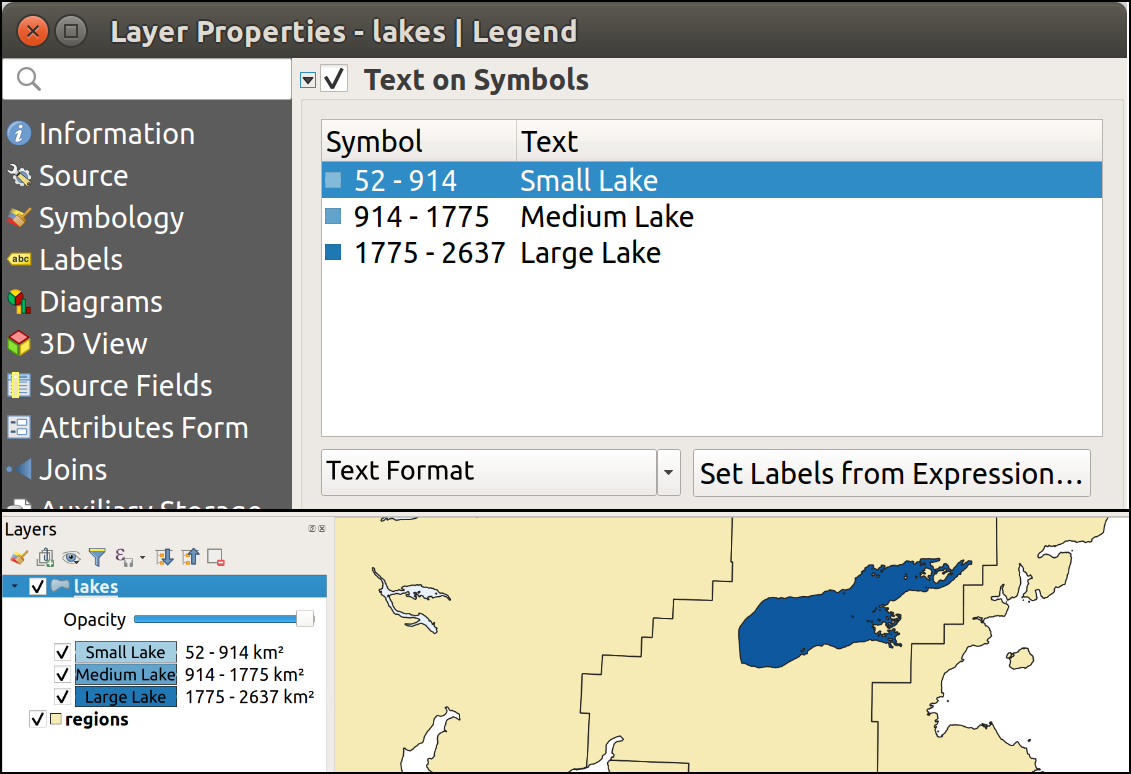 Layer Properties - lakes | Legend
Text on Symbols
Information
Source
Symbology
abc Labels
Diagrams
3D View
Source Fields
Attributes Form
Joins
Auxiliary Storage
Symbol Text
52 - 914 Small Lake
914 - 1775 Medium Lake
1775 - 2637 Large Lake
Text Format
Set Labels from Expression...
Layers
lakes
Opacity
Small Lake 52 - 914 km²
Medium Lake 914 - 1775 km²
Large Lake 1775 - 2637 km²
regions